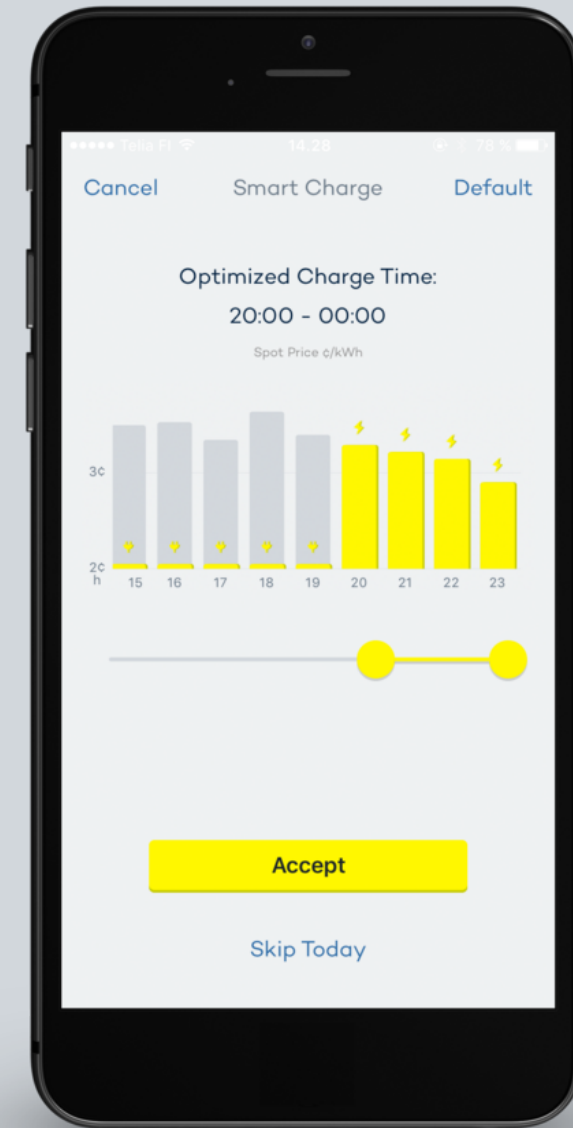 ●●●●● Telia FI 14.28 78 %
Cancel Smart Charge Default
Optimized Charge Time:
20:00 - 00:00
Spot Price ¢/kWh
3¢
2¢
h 15 16 17 18 19 20 21 22 23
Accept
Skip Today